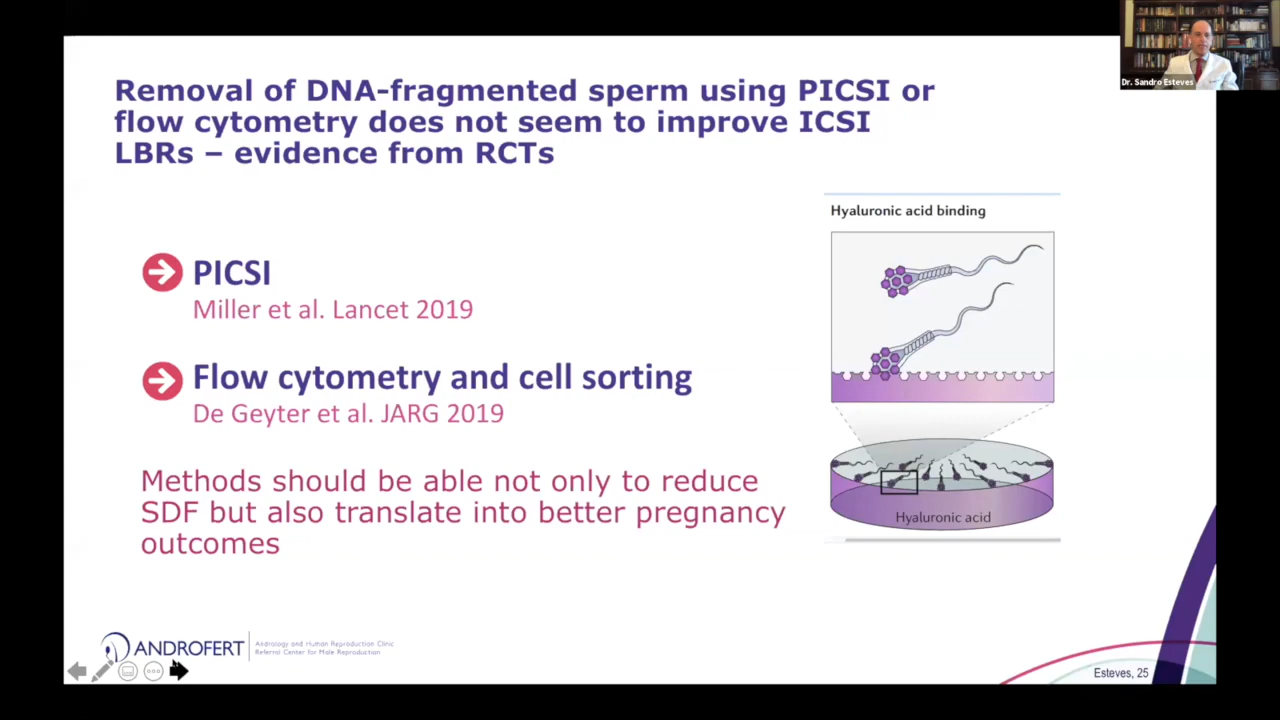 Dr. Sandro Esteves
Removal of DNA-fragmented sperm using PICSI or
flow cytometry does not seem to improve ICSI
LBRs – evidence from RCTs
PICSI
Miller et al. Lancet 2019
Flow cytometry and cell sorting
De Geyter et al. JARG 2019
Methods should be able not only to reduce
SDF but also translate into better pregnancy
outcomes
Hyaluronic acid binding
Hyaluronic acid
ANDROFERT
Andrology and Human Reproduction Clinic
Referral Center for Male Reproduction
Esteves, 25